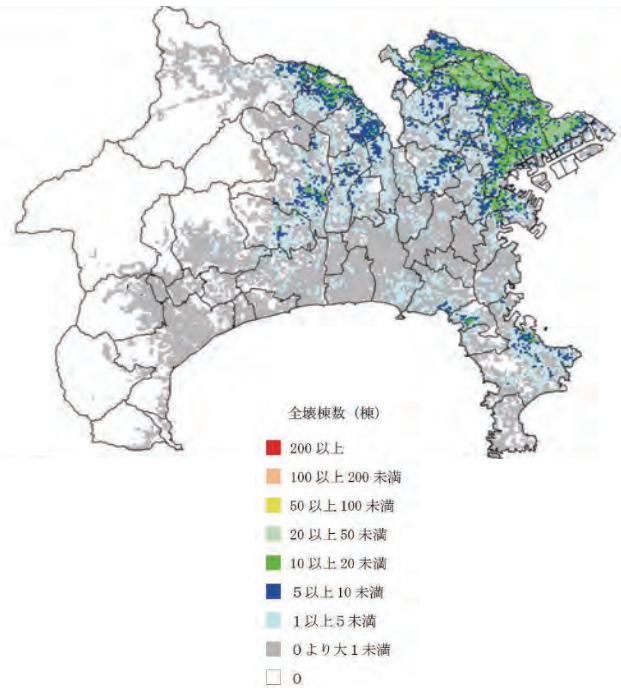 全壊棟数（棟）
200 以上
100 以上 200 未満
50 以上 100 未満
20 以上 50 未満
10 以上 20 未満
５以上 10 未満
１以上５未満
０より大１未満
０